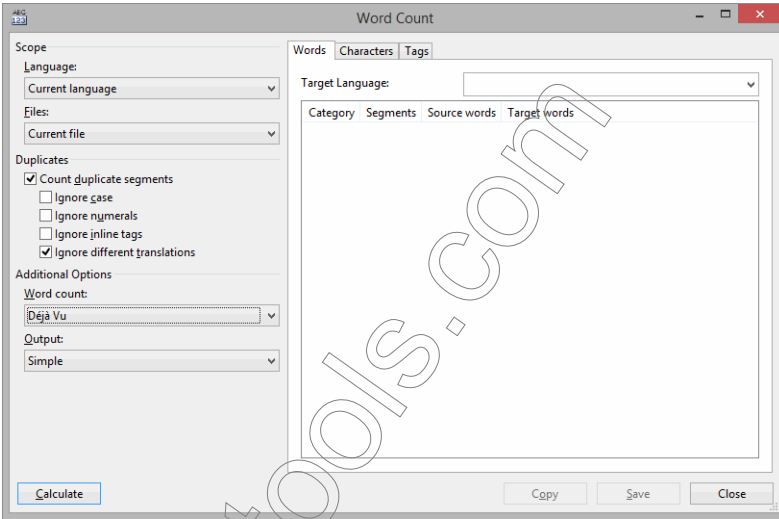 ABC
123
Word Count
Scope
Language:
Current language
Files:
Current file
Duplicates
Count duplicate segments
Ignore case
Ignore numerals
Ignore inline tags
Ignore different translations
Additional Options
Word count:
Déjà Vu
Output:
Simple
Calculate
Words Characters Tags
Target Language:
Category Segments Source words Target words
Copy Save Close
ools.com